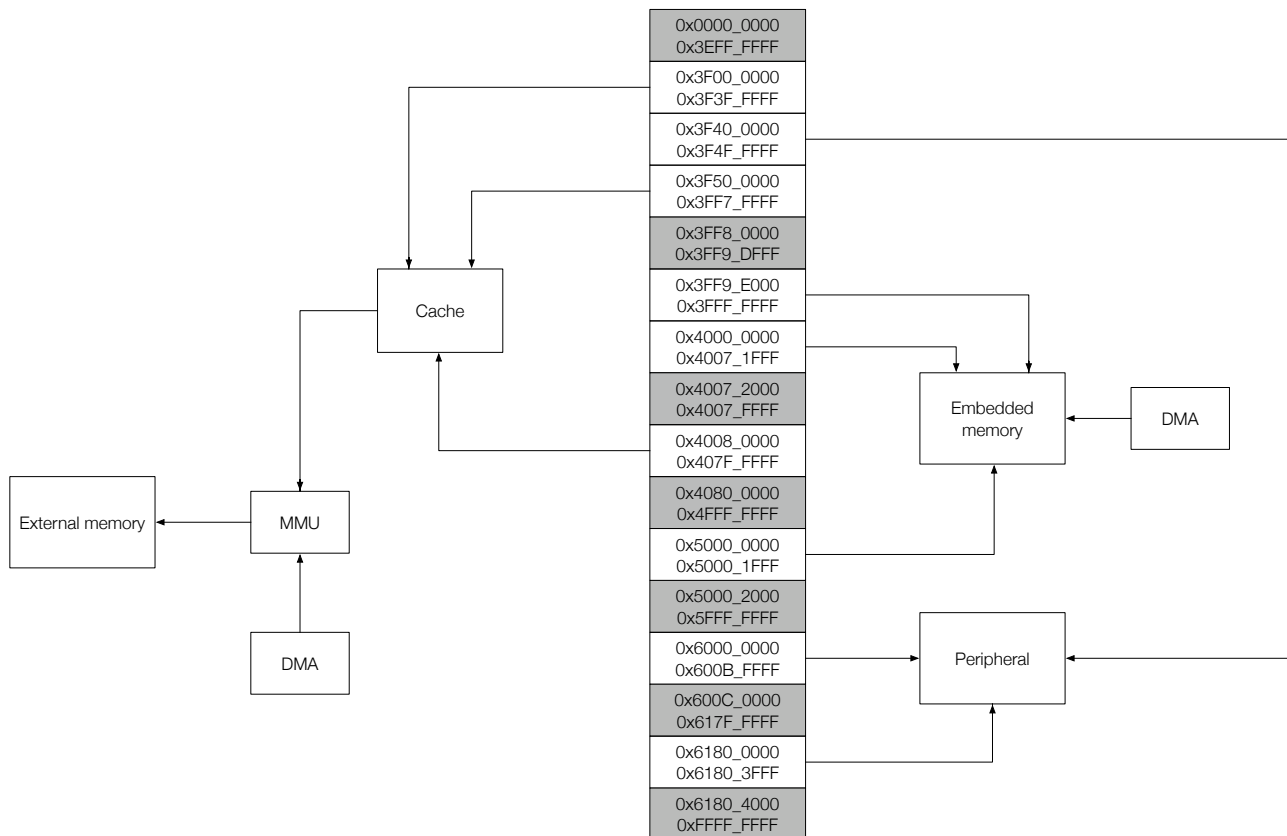 0x0000_0000
0x3EFF_FFFF
0x3F00_0000
0x3F3F_FFFF
0x3F40_0000
0x3F4F_FFFF
0x3F50_0000
0x3FF7_FFFF
0x3FF8_0000
0x3FF9_DFFF
0x3FF9_E000
0x3FFF_FFFF
0x4000_0000
0x4007_1FFF
0x4007_2000
0x4007_FFFF
0x4008_0000
0x407F_FFFF
0x4080_0000
0x4FFF_FFFF
0x5000_0000
0x5000_1FFF
0x5000_2000
0x5FFF_FFFF
0x6000_0000
0x600B_FFFF
0x600C_0000
0x617F_FFFF
0x6180_0000
0x6180_3FFF
0x6180_4000
0xFFFF_FFFF
Cache
External memory
MMU
DMA
Embedded
memory
DMA
Peripheral